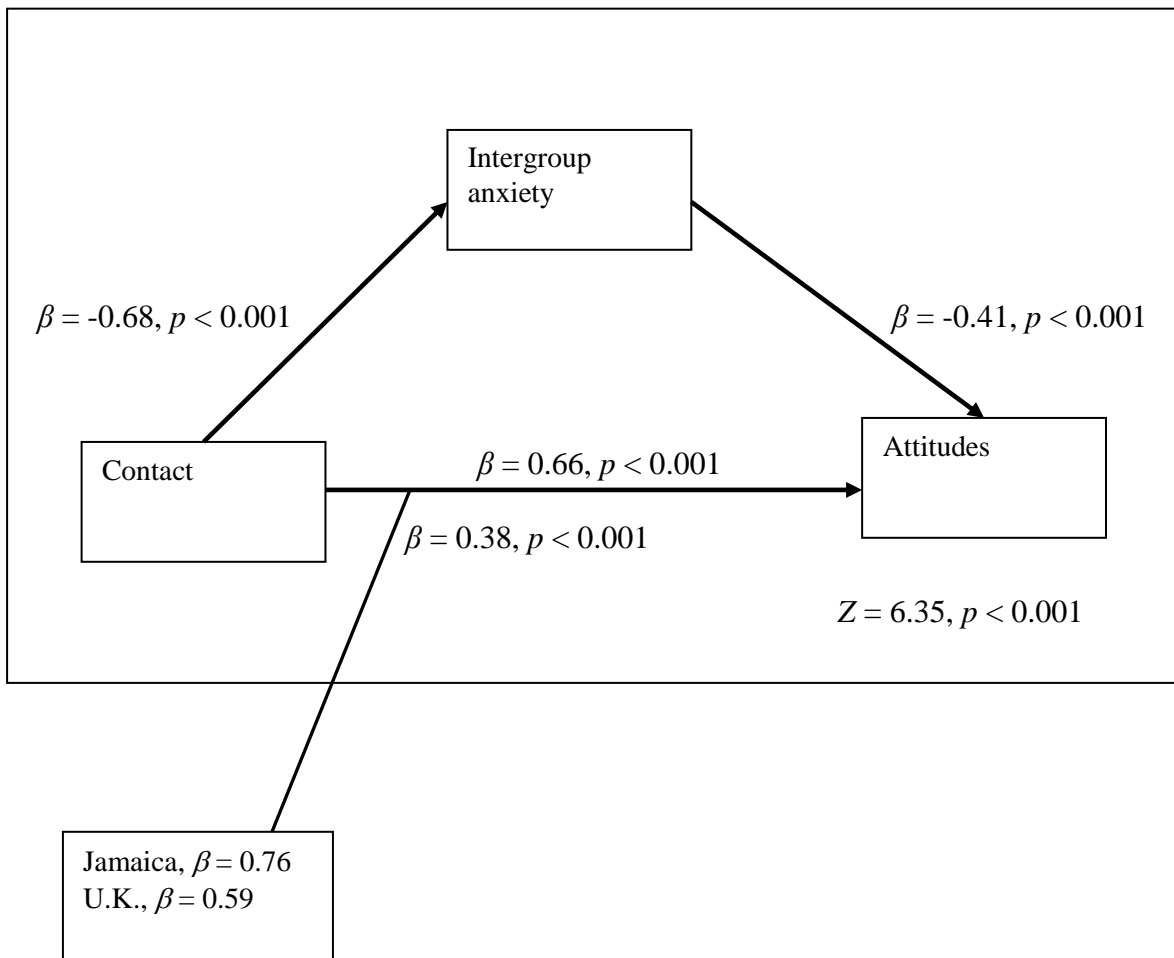 Intergroup
anxiety
β = -0.68, p < 0.001
β = -0.41, p < 0.001
Contact
β = 0.66, p < 0.001
Attitudes
β = 0.38, p < 0.001
Z = 6.35, p < 0.001
Jamaica, β = 0.76
U.K., β = 0.59